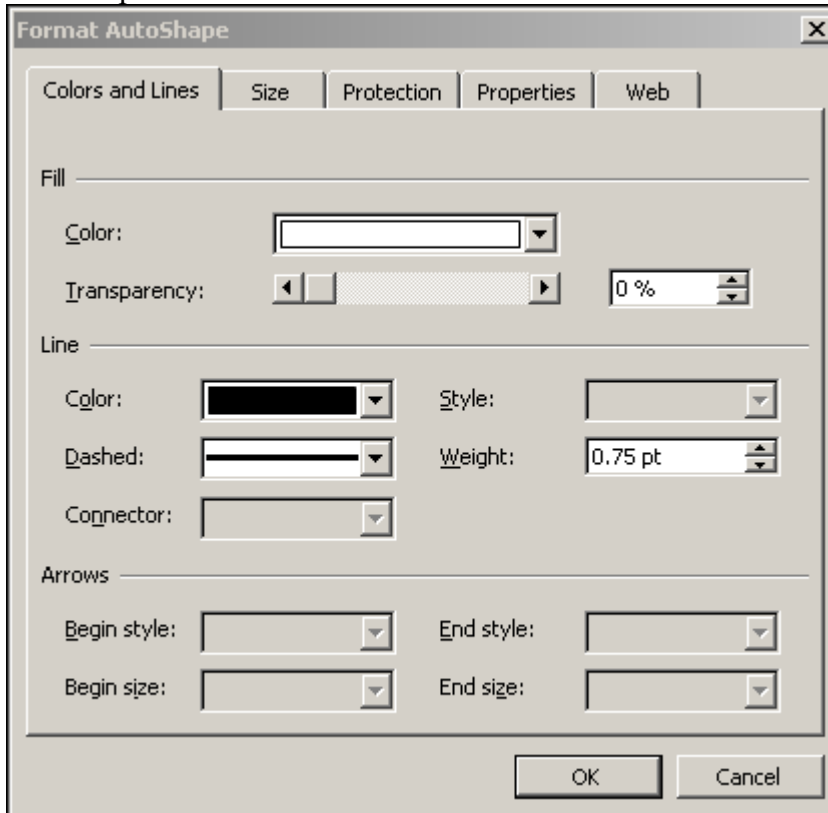 Format AutoShape
Colors and Lines Size Protection Properties Web
Fill
Color:
Transparency: 0 %
Line
Color: Style:
Dashed: Weight: 0.75 pt
Connector:
Arrows
Begin style: End style:
Begin size: End size:
OK Cancel